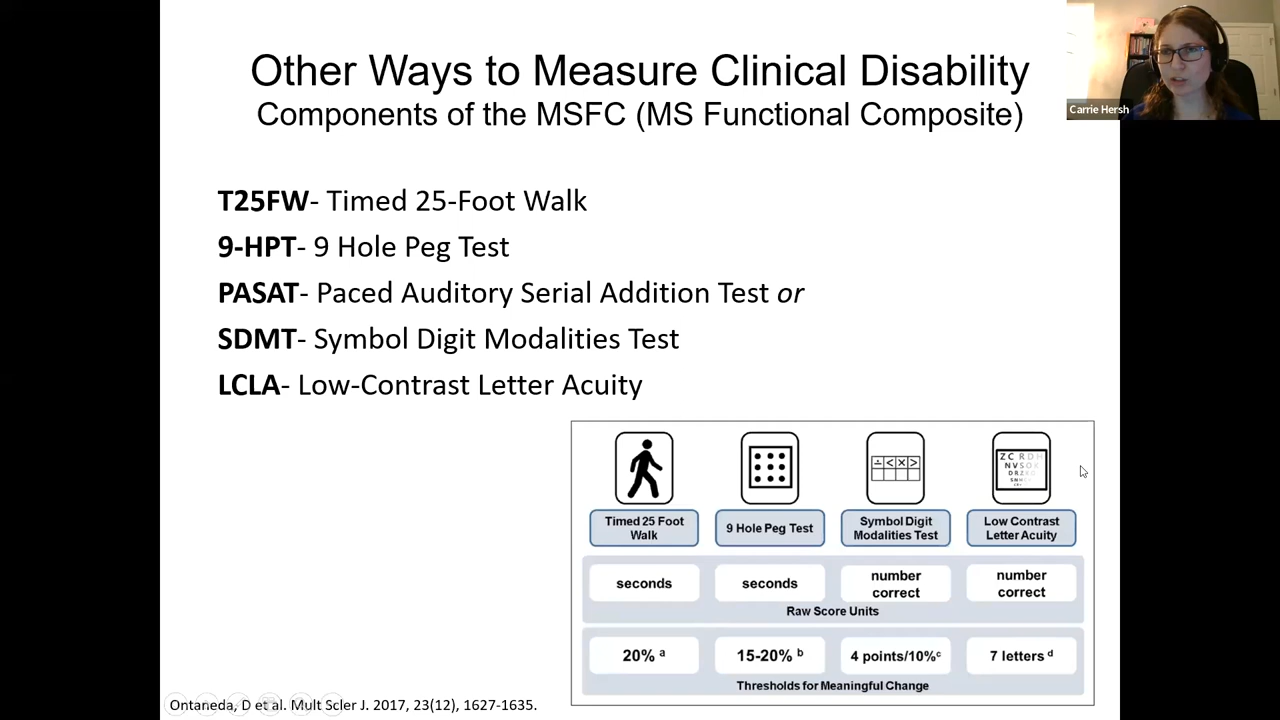 Other Ways to Measure Clinical Disability
Components of the MSFC (MS Functional Composite)
Carrie Hersh
T25FW- Timed 25-Foot Walk
9-HPT- 9 Hole Peg Test
PASAT- Paced Auditory Serial Addition Test or
SDMT- Symbol Digit Modalities Test
LCLA- Low-Contrast Letter Acuity
ZC RDH
NVSOK
Timed 25 Foot
Walk
9 Hole Peg Test
Symbol Digit
Modalities Test
Low Contrast
Letter Acuity
seconds
seconds
number
correct
number
correct
Raw Score Units
20% a
15-20% b
4 points/10%c
7 letters d
Thresholds for Meaningful Change
Ontaneda, D et al. Mult Scler J. 2017, 23(12), 1627-1635.